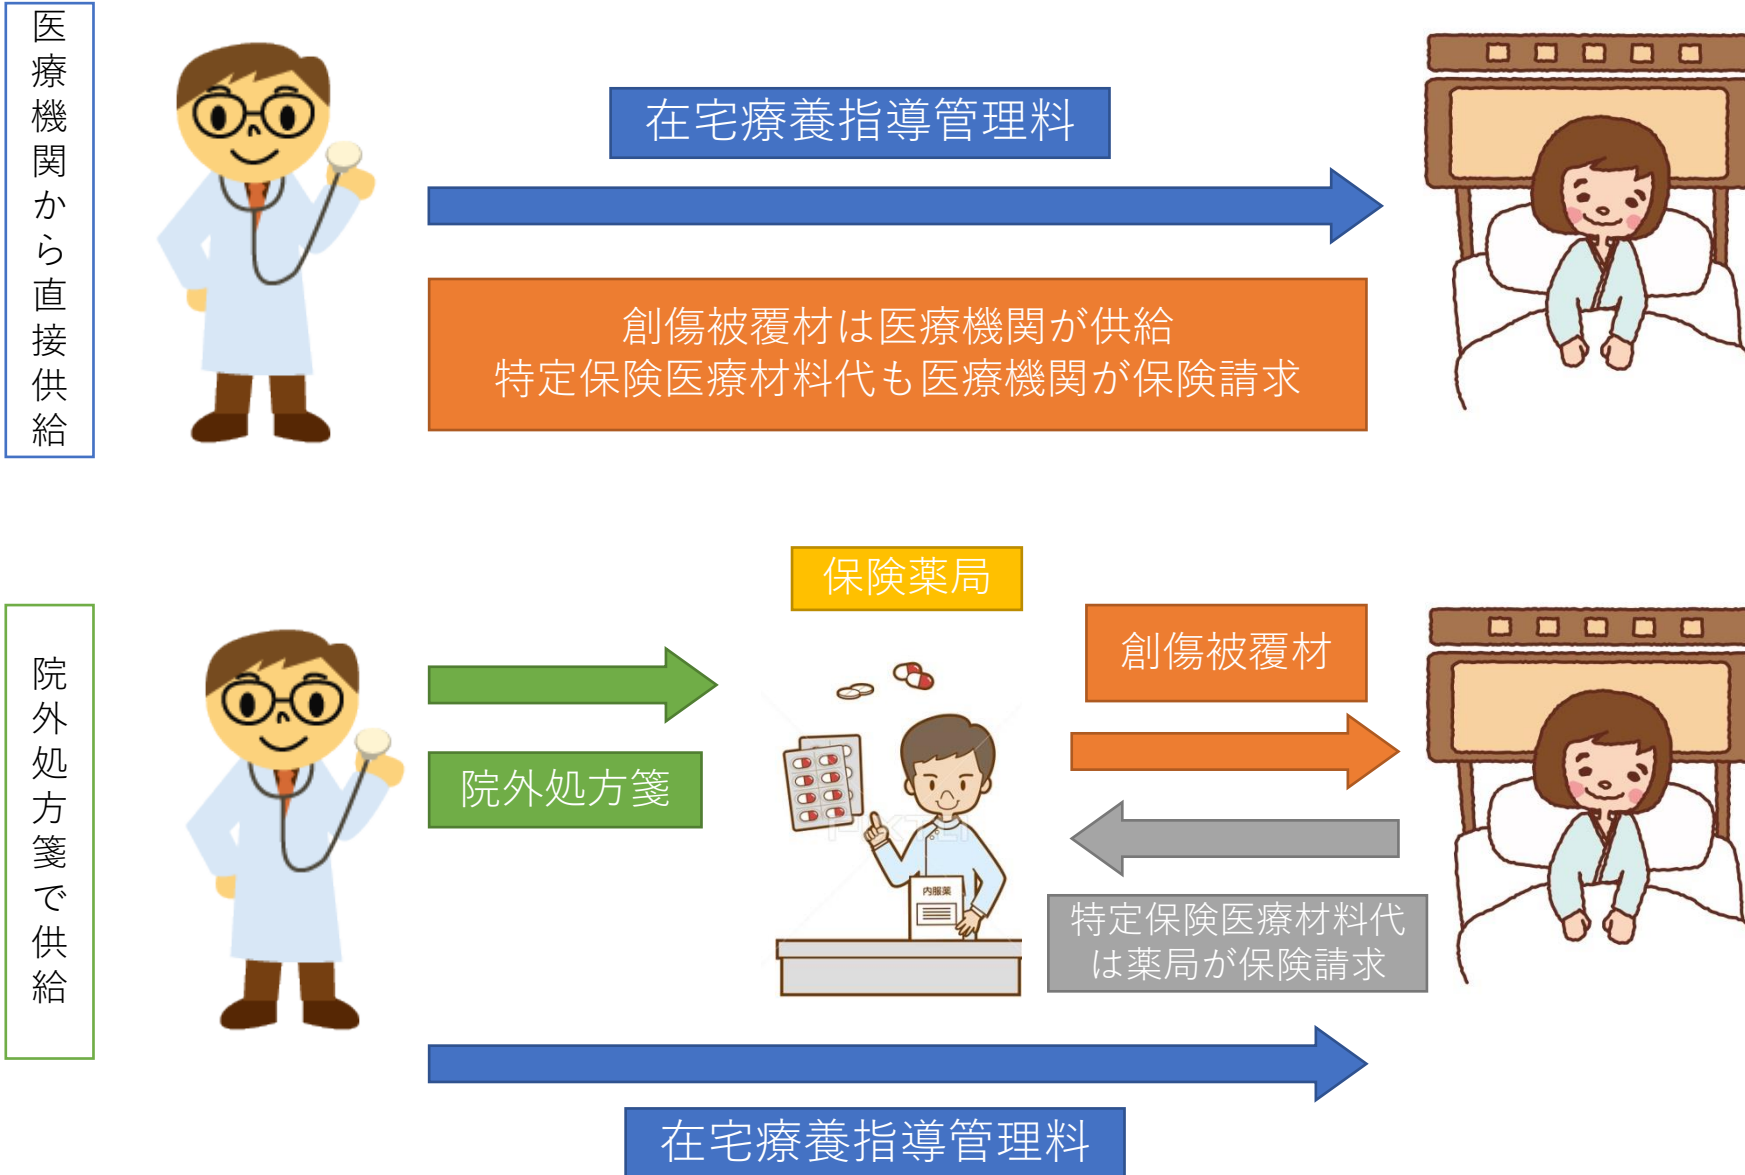 医療機関から直接供給
在宅療養指導管理料
創傷被覆材は医療機関が供給
特定保険医療材料代も医療機関が保険請求
院外処方箋で供給
保険薬局
院外処方箋
創傷被覆材
内服薬
特定保険医療材料代
は薬局が保険請求
在宅療養指導管理料